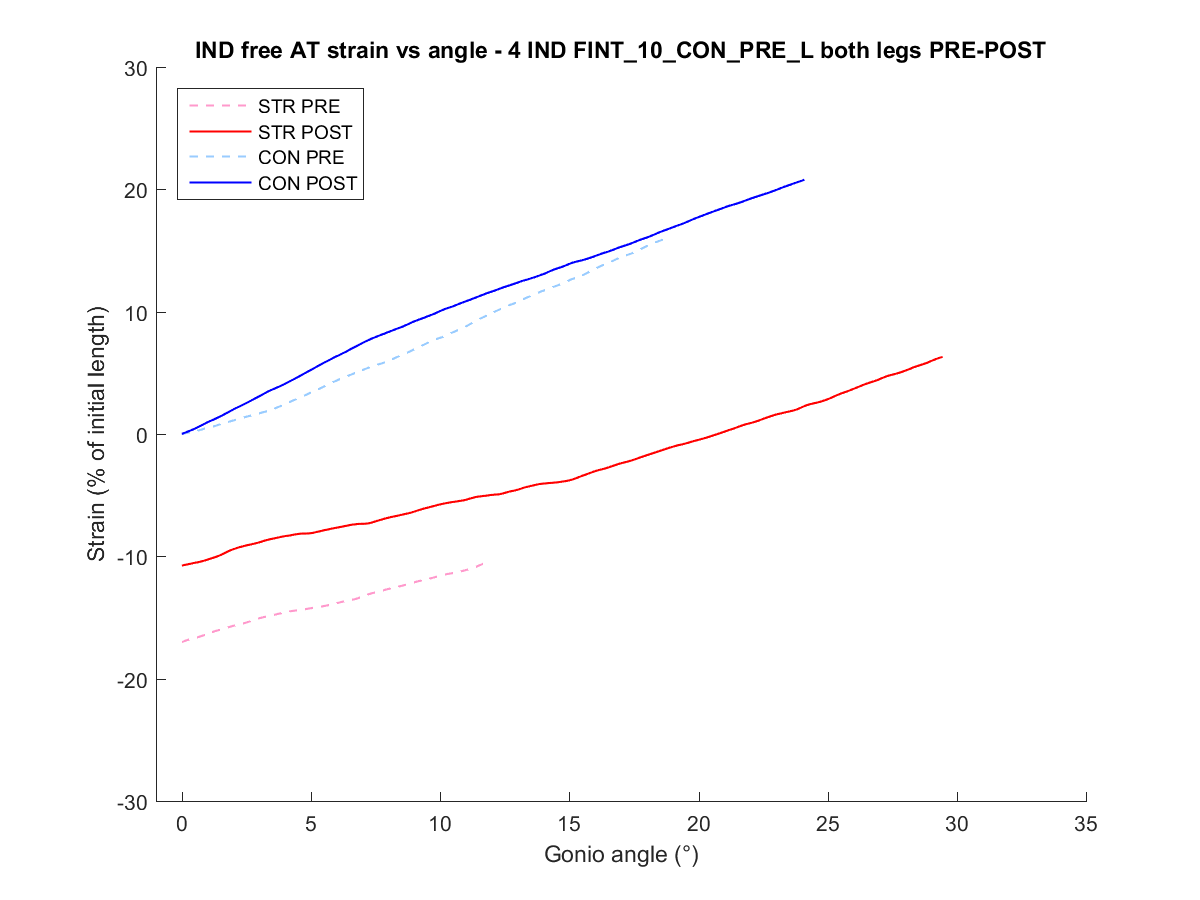 IND free AT strain vs angle - 4 IND FINT_10_CON_PRE_L both legs PRE-POST
STR PRE
STR POST
CON PRE
CON POST
30
20
10
0
-10
-20
-30
Strain (% of initial length)
0 5 10 15 20 25 30 35
Gonio angle (°)